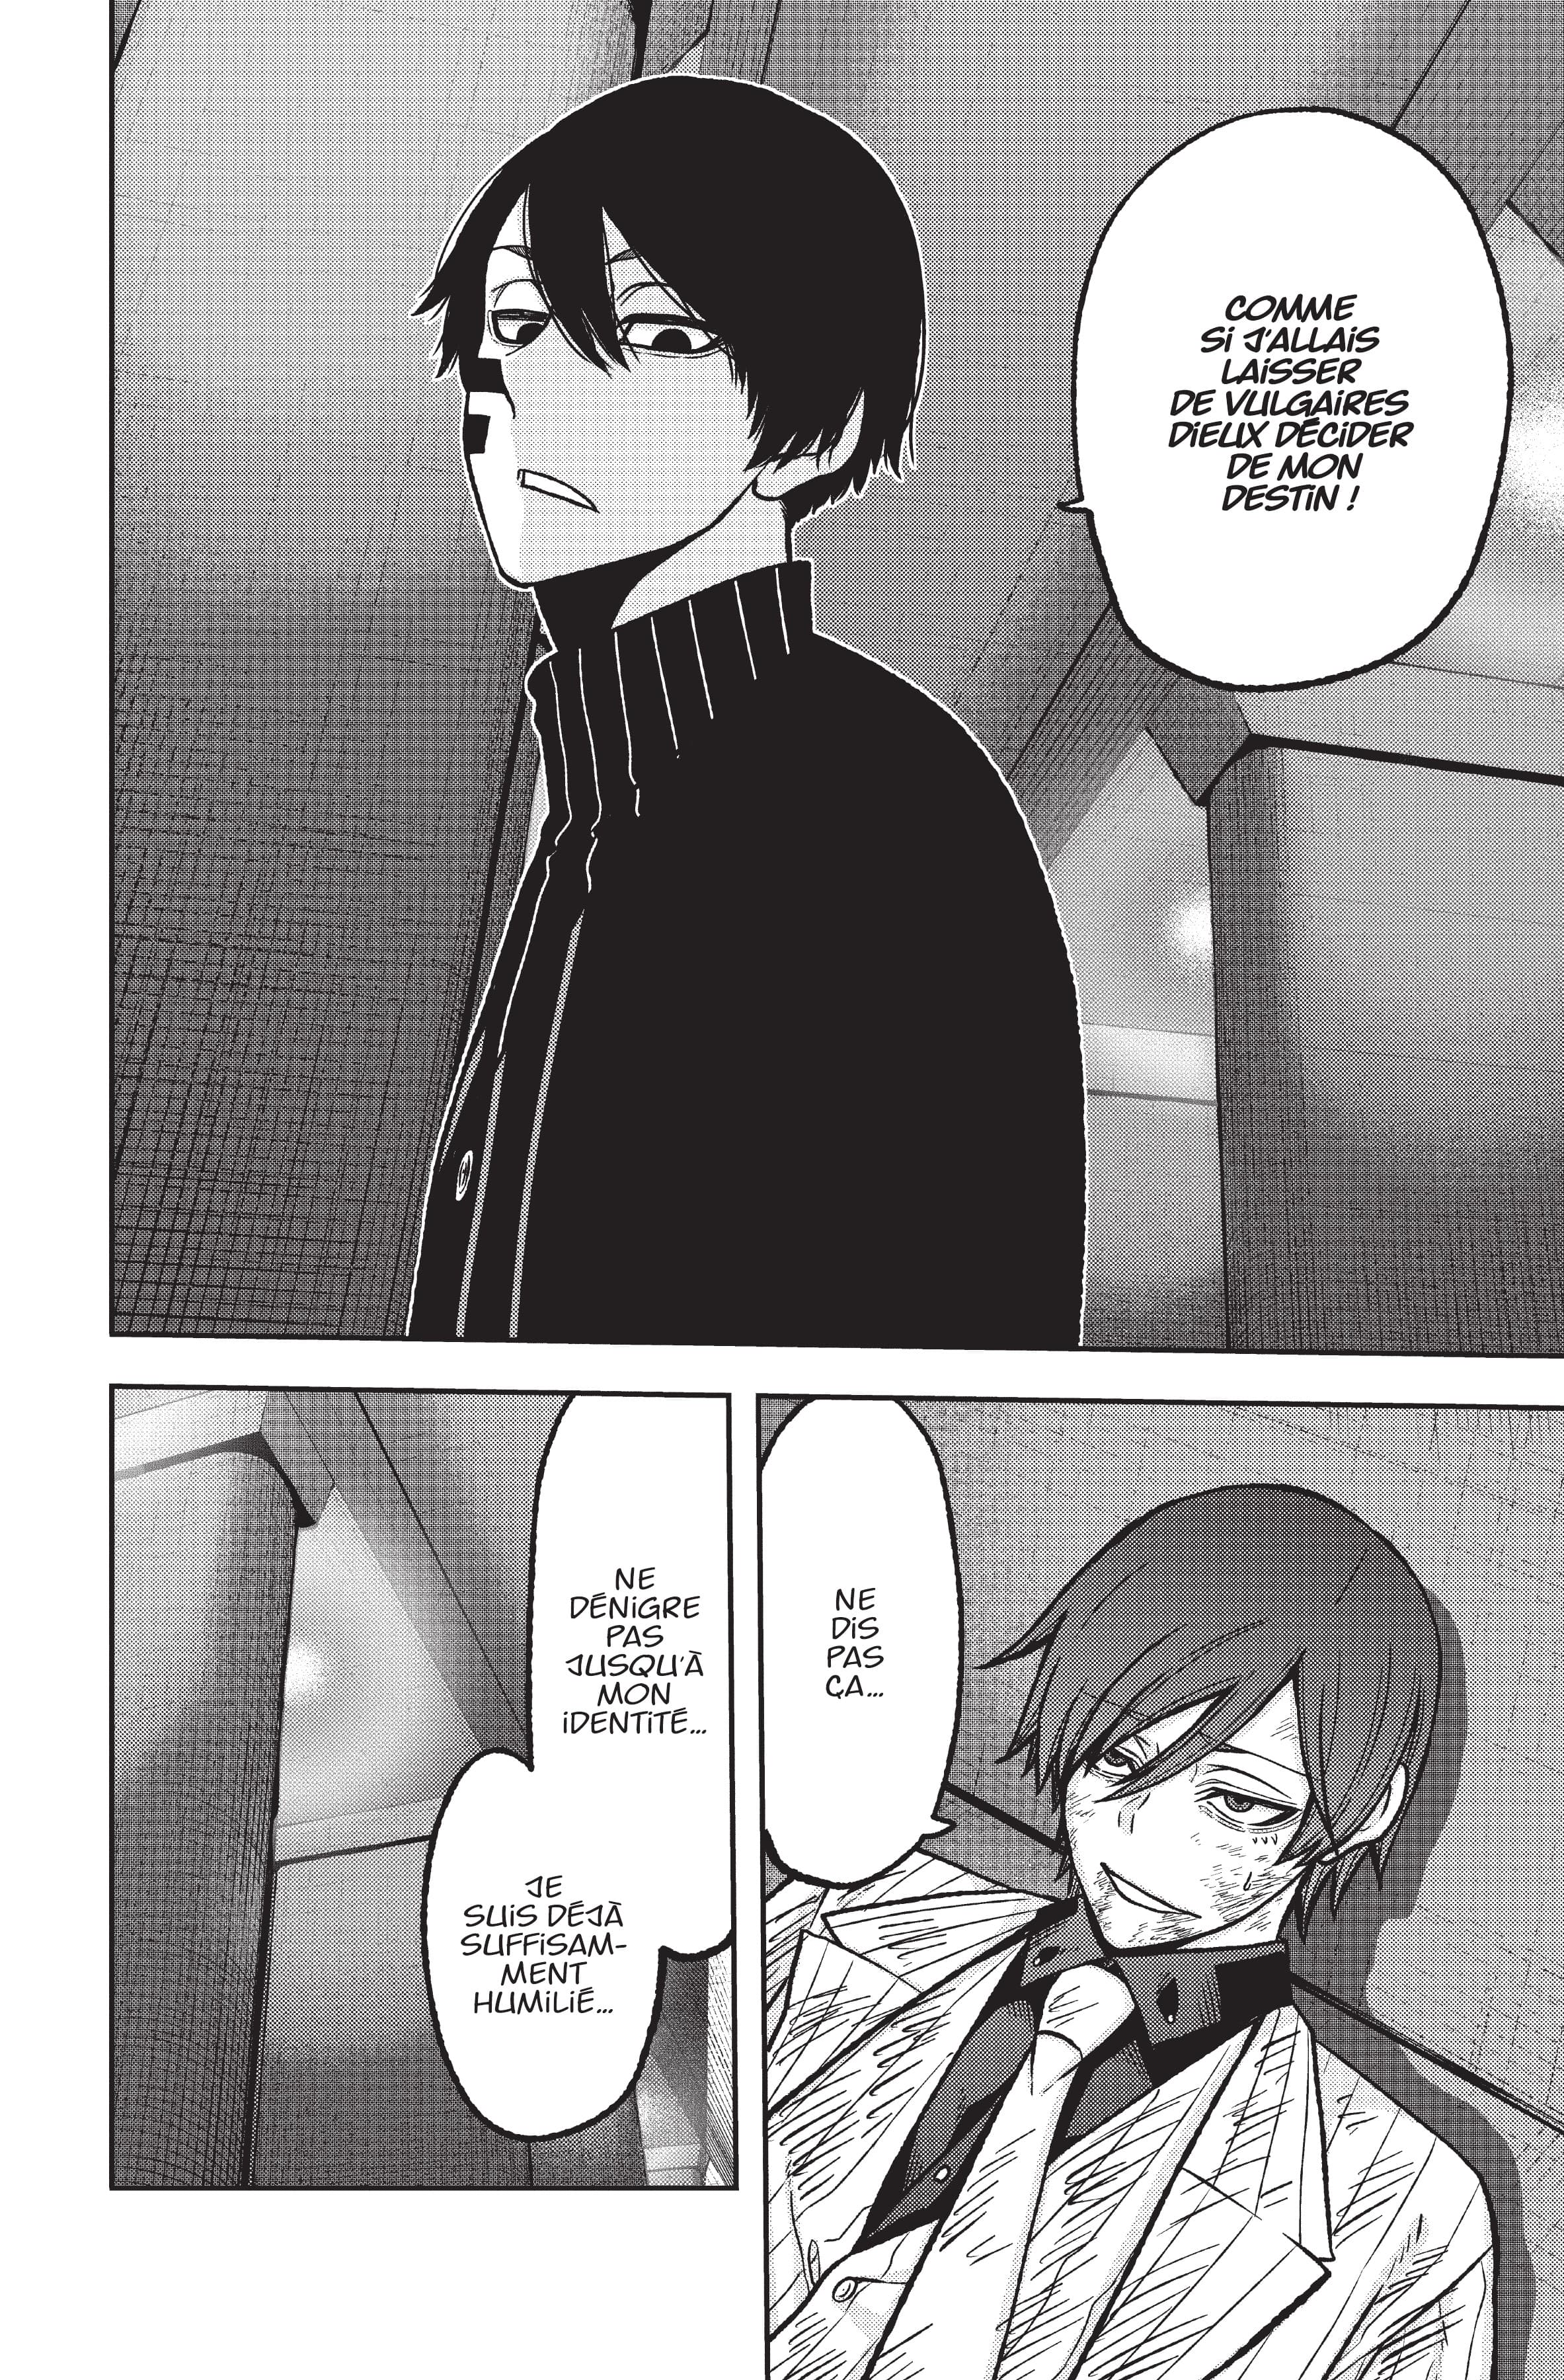 COMME
SI J'ALLAIS
LAISSER
DE VULGAIRES
DIEUX DÉCIDER
DE MON
DESTIN !
NE
DIS
PAS
ÇA...
NE
DÉNIGRE
PAS
JUSQU'À
MON
IDENTITÉ...
JE
SUIS DÉJÀ
SUFFISAM-
MENT
HUMILIÉ...